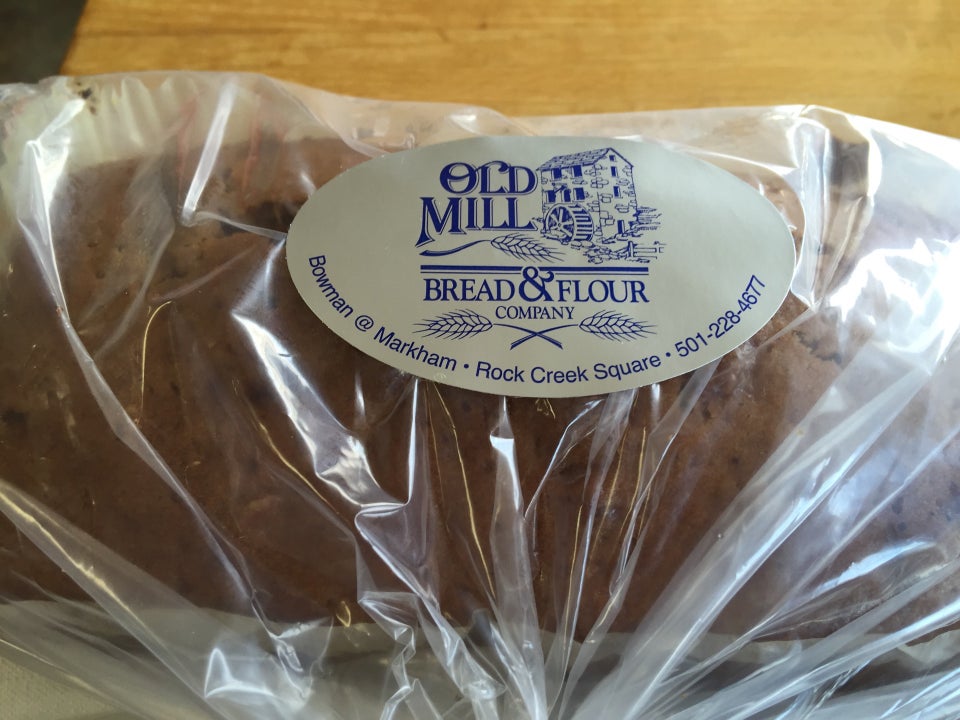 OLD
MILL
BREAD & FLOUR
COMPANY
Bowman @ Markham • Rock Creek Square • 501-228-4677